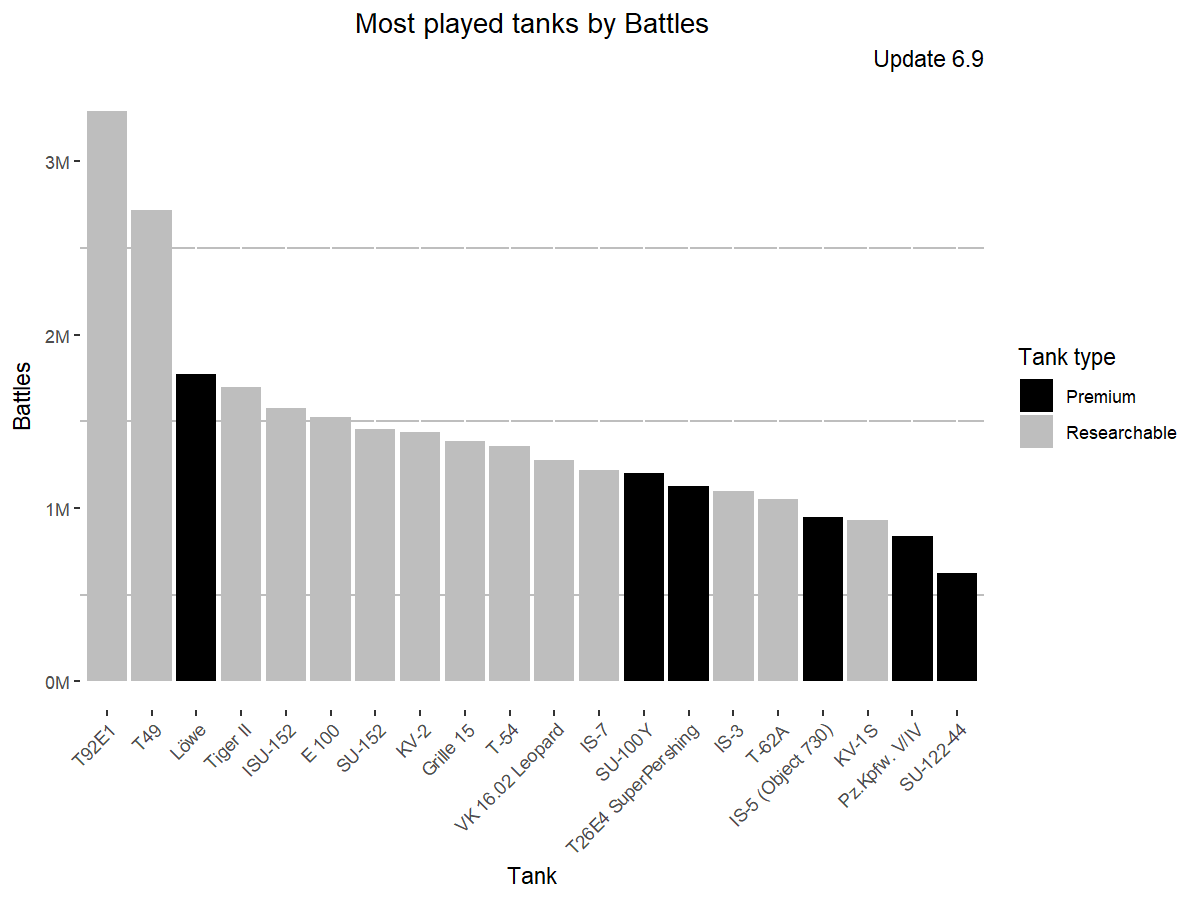 Most played tanks by Battles
Update 6.9
Battles
3M
2M
1M
0M
T92E1
T49
Löwe
Tiger II
ISU-152
E 100
SU-152
KV-2
Grille 15
T-54
VK 16.02 Leopard
IS-7
SU-100Y
T26E4 SuperPershing
IS-3
T-62A
IS-5 (Object 730)
KV-1S
Pz.Kpfw. V/IV
SU-122-44
Tank
Tank type
Premium
Researchable